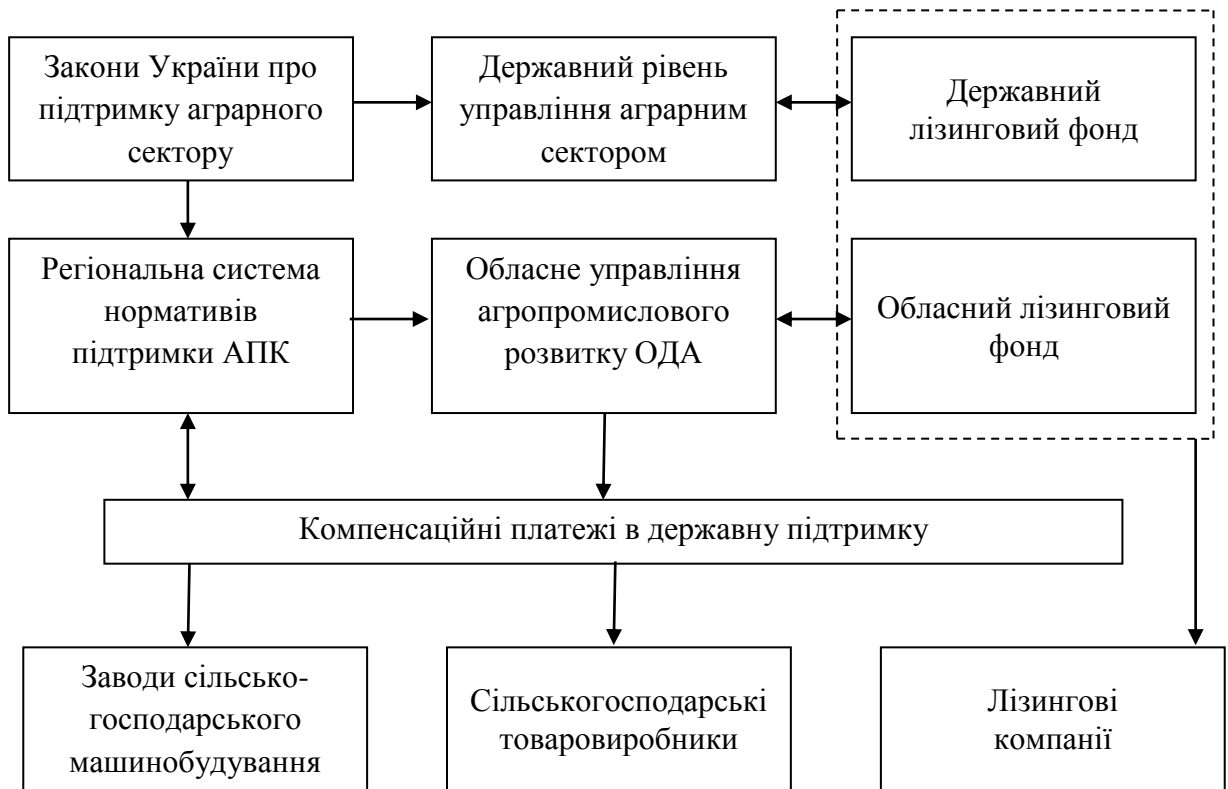 Закони України про
підтримку аграрного
сектору
Державний рівень
управління аграрним
сектором
Державний
лізинговий фонд
Регіональна система
нормативів
підтримки АПК
Обласне управління
агропромислового
розвитку ОДА
Обласний лізинговий
фонд
Компенсаційні платежі в державну підтримку
Заводи сільсько-
господарського
машинобудування
Сільськогосподарські
товаровиробники
Лізингові
компанії